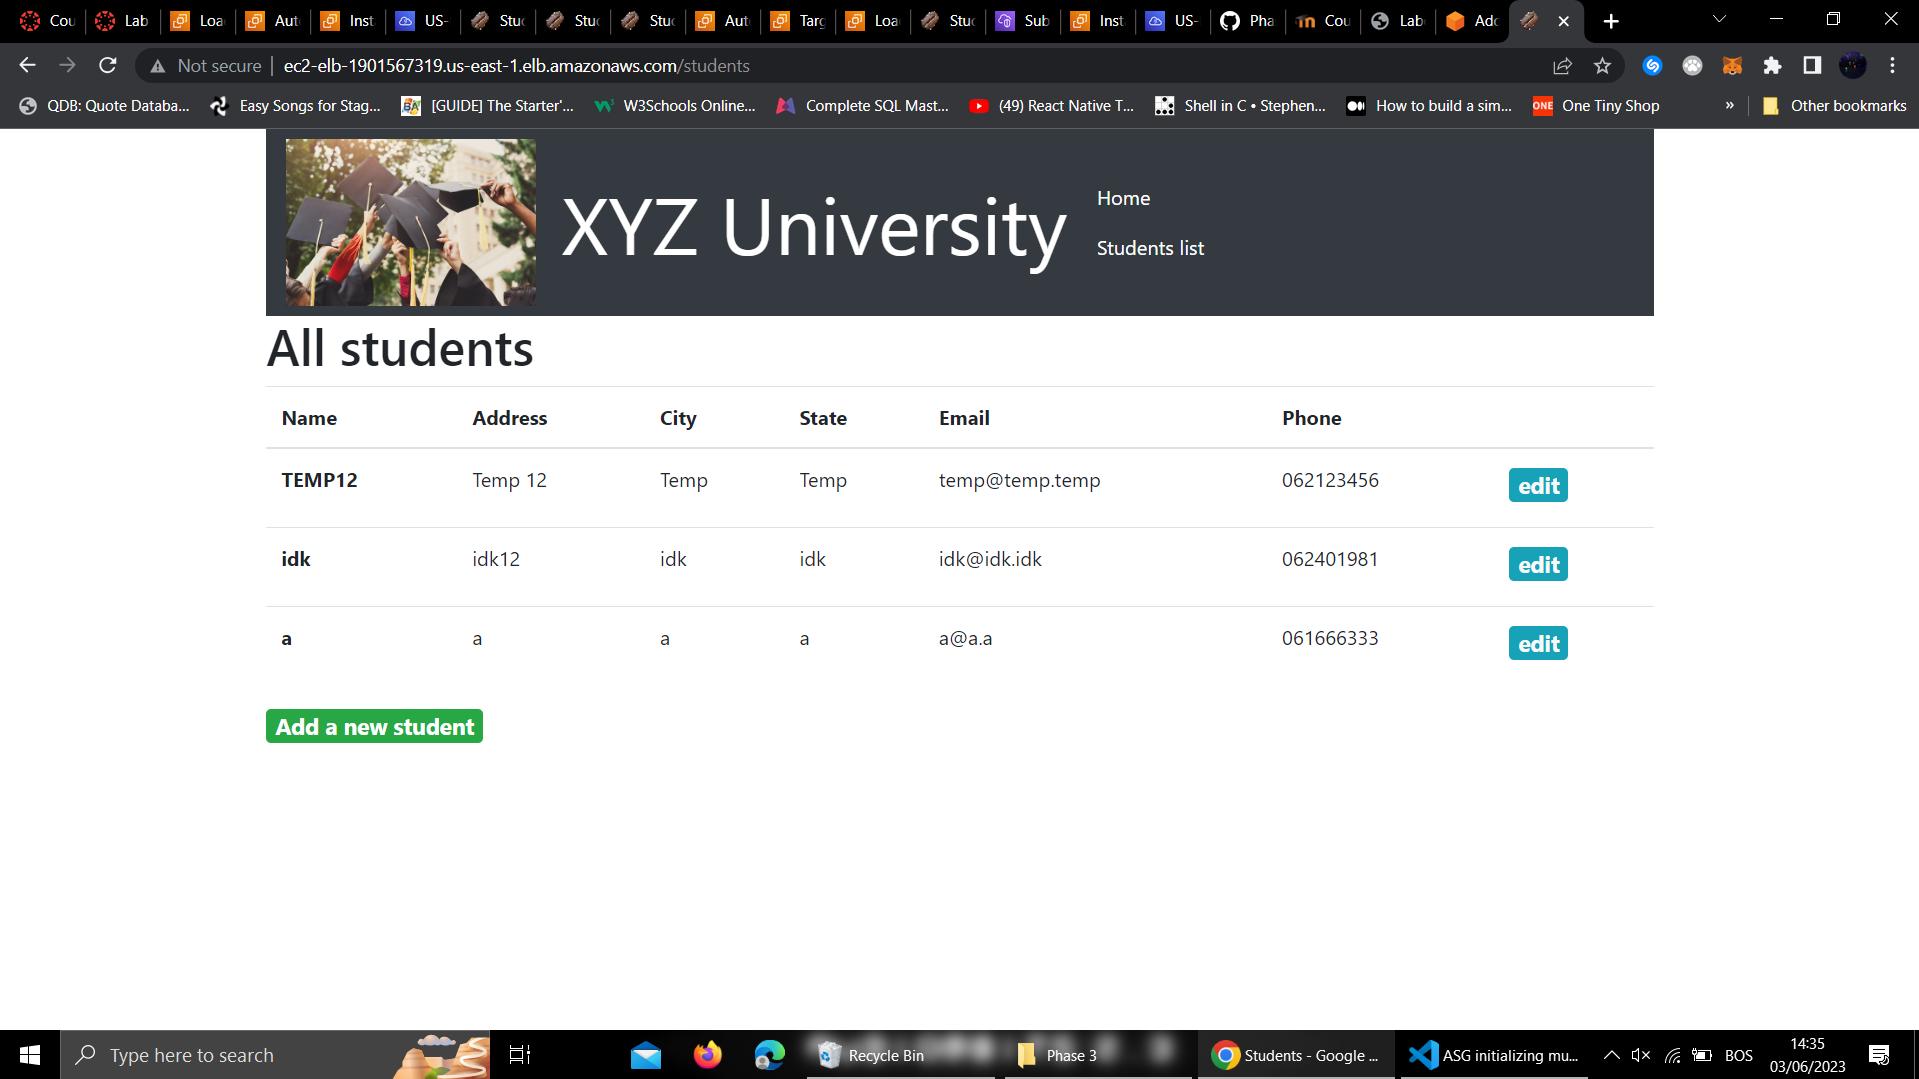 Cou Lab Loa Aut Inst US- Stu Stu Stu Aut Targ Loa Stu Sub Inst US- Pha Cou Lab Adc
Not secure ec2-elb-1901567319.us-east-1.elb.amazonaws.com/students
QDB: Quote Databa... Easy Songs for Stag... [GUIDE] The Starter'... W3Schools Online... Complete SQL Mast... (49) React Native T... Shell in C • Stephen... How to build a sim... ONE One Tiny Shop » Other bookmarks
XYZ University
Home
Students list
All students
Name Address City State Email Phone
TEMP12 Temp 12 Temp Temp temp@temp.temp 062123456 edit
idk idk12 idk idk idk@idk.idk 062401981 edit
a a a a a@a.a 061666333 edit
Add a new student
Type here to search Recycle Bin Phase 3 Students - Google ... ASG initializing mu... BOS 14:35
03/06/2023